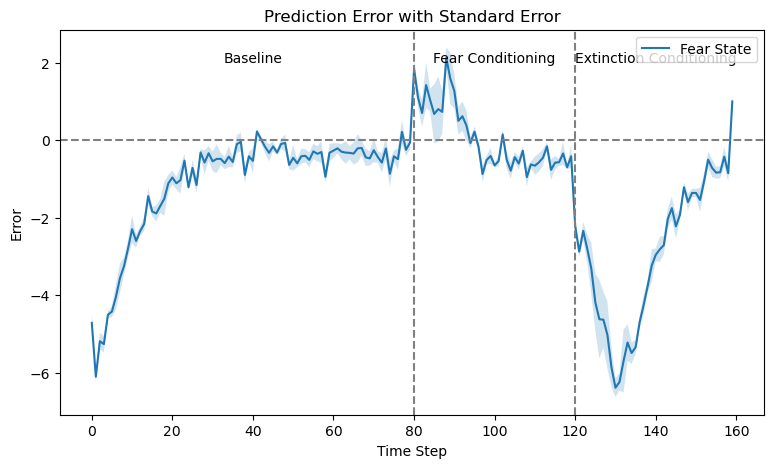 Prediction Error with Standard Error
Baseline
Fear Conditioning
Extinction Conditioning
Fear State
2
0
−2
−4
−6
Error
0 20 40 60 80 100 120 140 160
Time Step